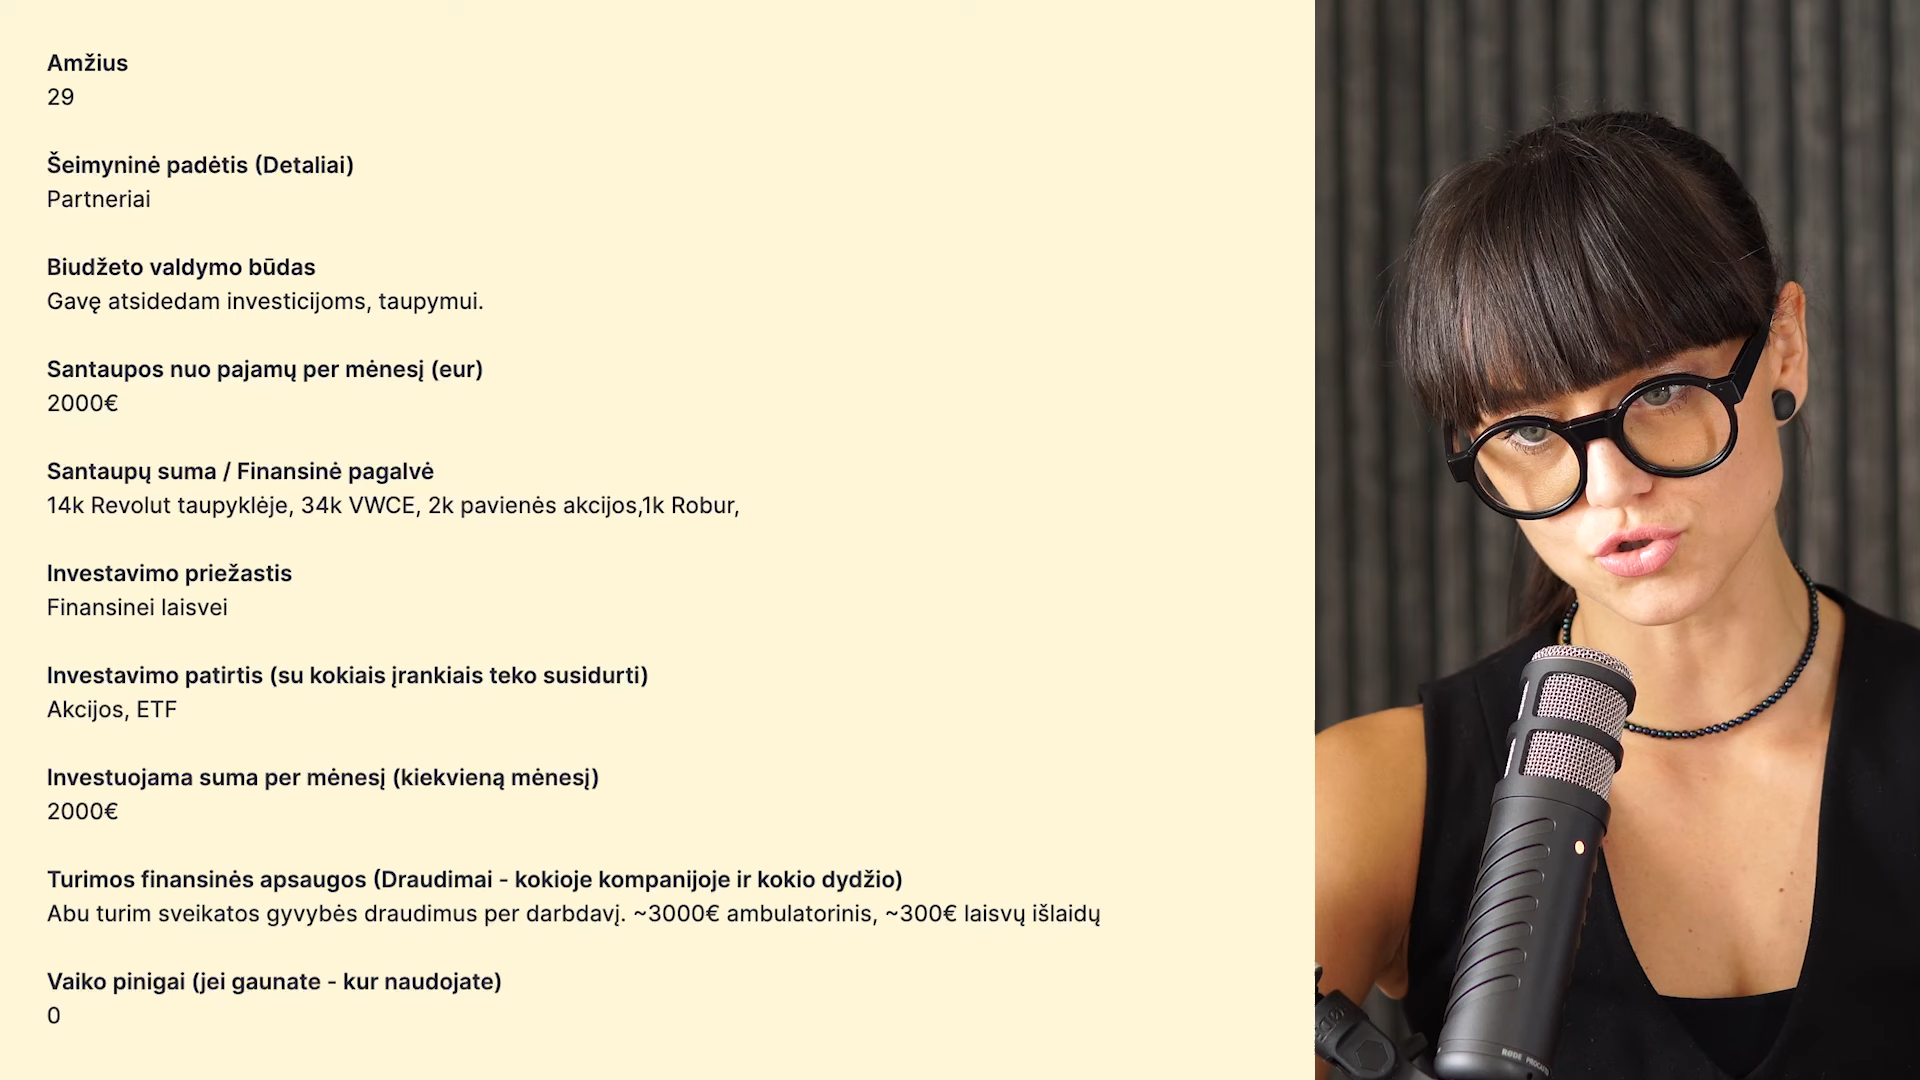 Amžius
29
Šeimyninė padėtis (Detaliai)
Partneriai
Biudžeto valdymo būdas
Gavę atsidedam investicijoms, taupymui.
Santaupos nuo pajamų per mėnesį (eur)
2000€
Santaupų suma / Finansinė pagalvė
14k Revolut taupyklėje, 34k VWCE, 2k pavienės akcijos,1k Robur,
Investavimo priežastis
Finansinei laisvei
Investavimo patirtis (su kokiais įrankiais teko susidurti)
Akcijos, ETF
Investuojama suma per mėnesį (kiekvieną mėnesį)
2000€
Turimos finansinės apsaugos (Draudimai - kokioje kompanijoje ir kokio dydžio)
Abu turim sveikatos gyvybės draudimus per darbdavį. ~3000€ ambulatorinis, ~300€ laisvų išlaidų
Vaiko pinigai (jei gaunate - kur naudojate)
0
RØDE PROCASTER